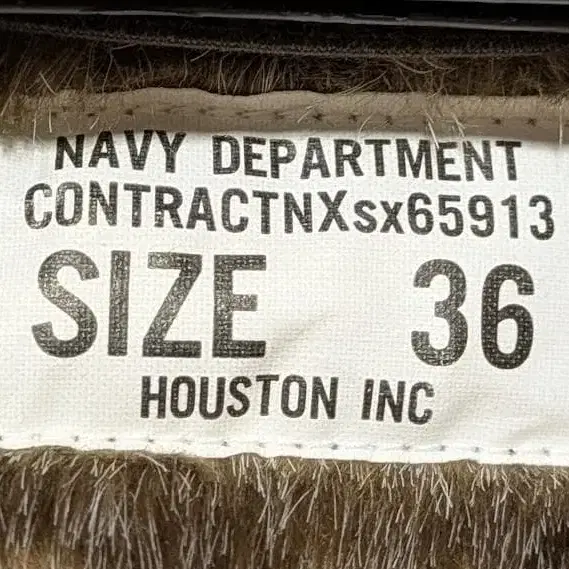 NAVY DEPARTMENT
CONTRACTNXsx65913
SIZE 36
HOUSTON INC